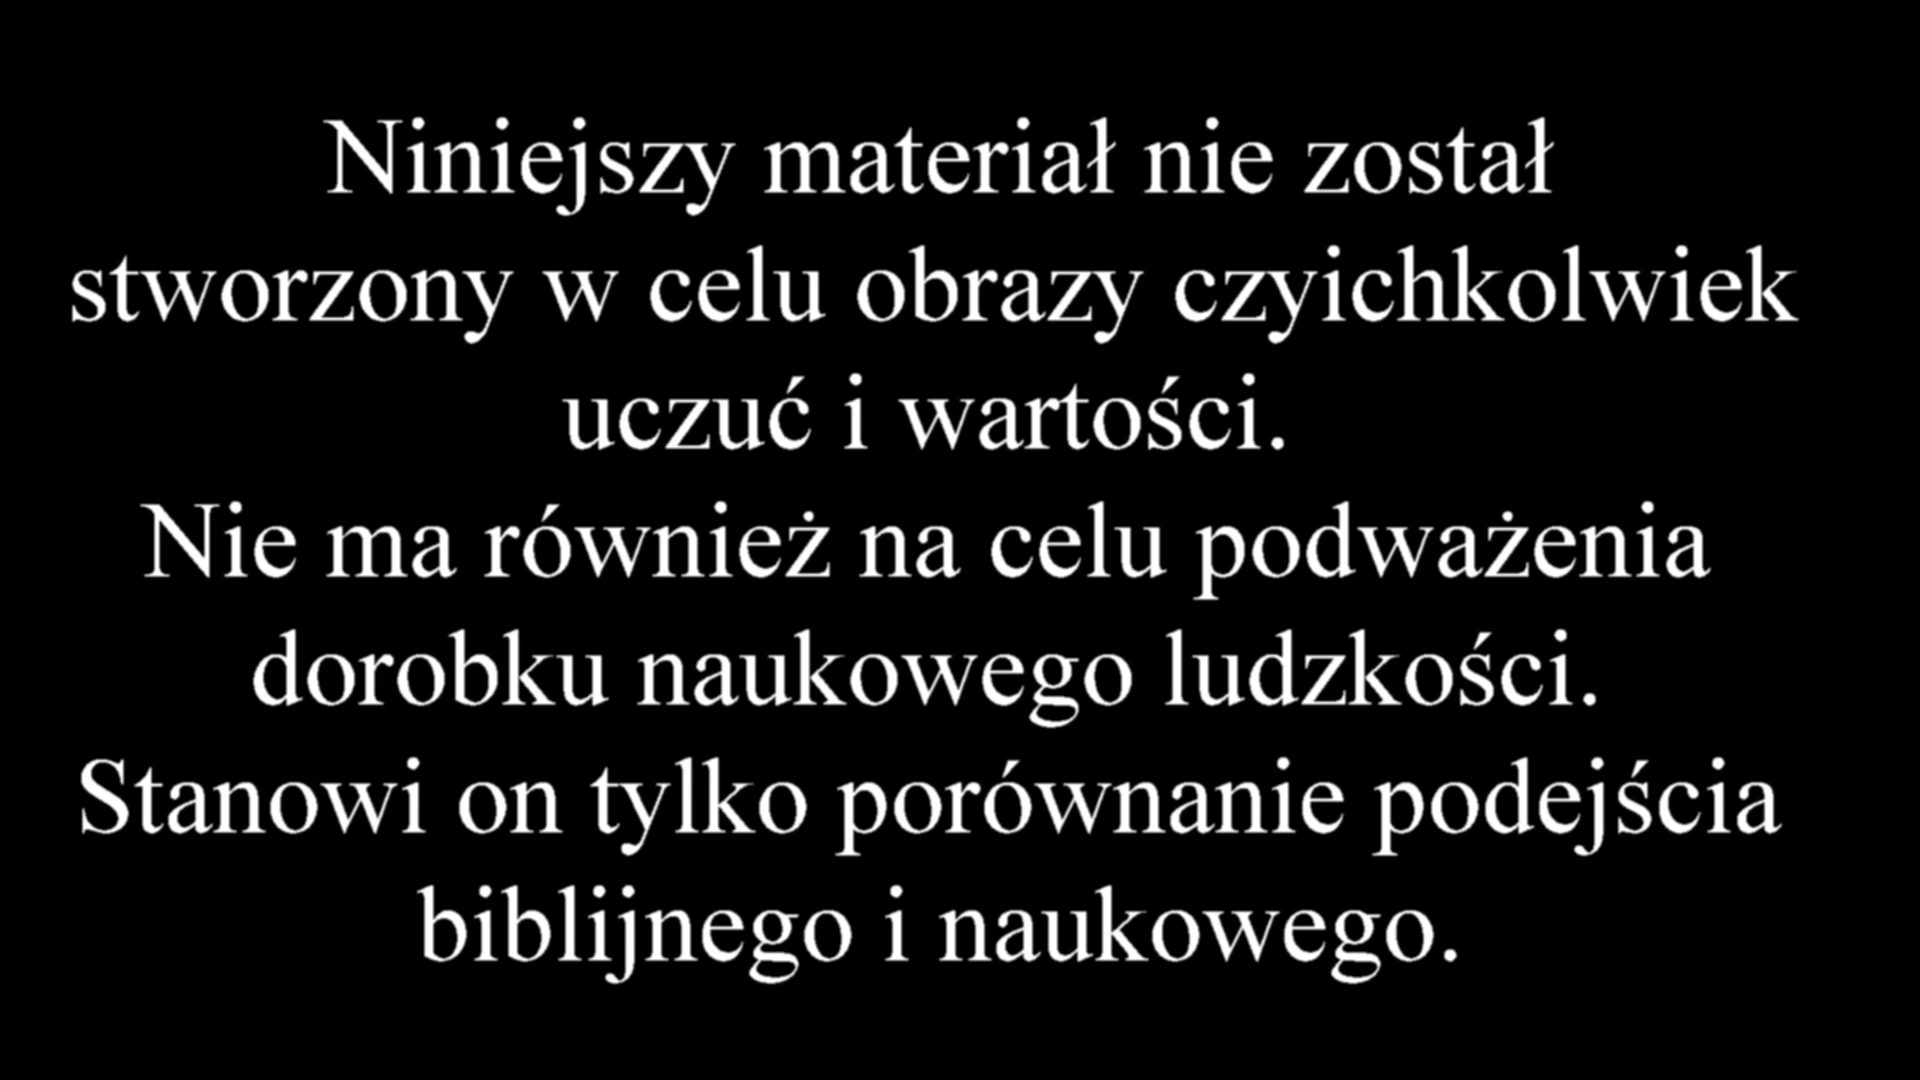 Niniejszy materiał nie został
stworzony w celu obrazy czyichkolwiek
uczuć i wartości.
Nie ma również na celu podważenia
dorobku naukowego ludzkości.
Stanowi on tylko porównanie podejścia
biblijnego i naukowego.